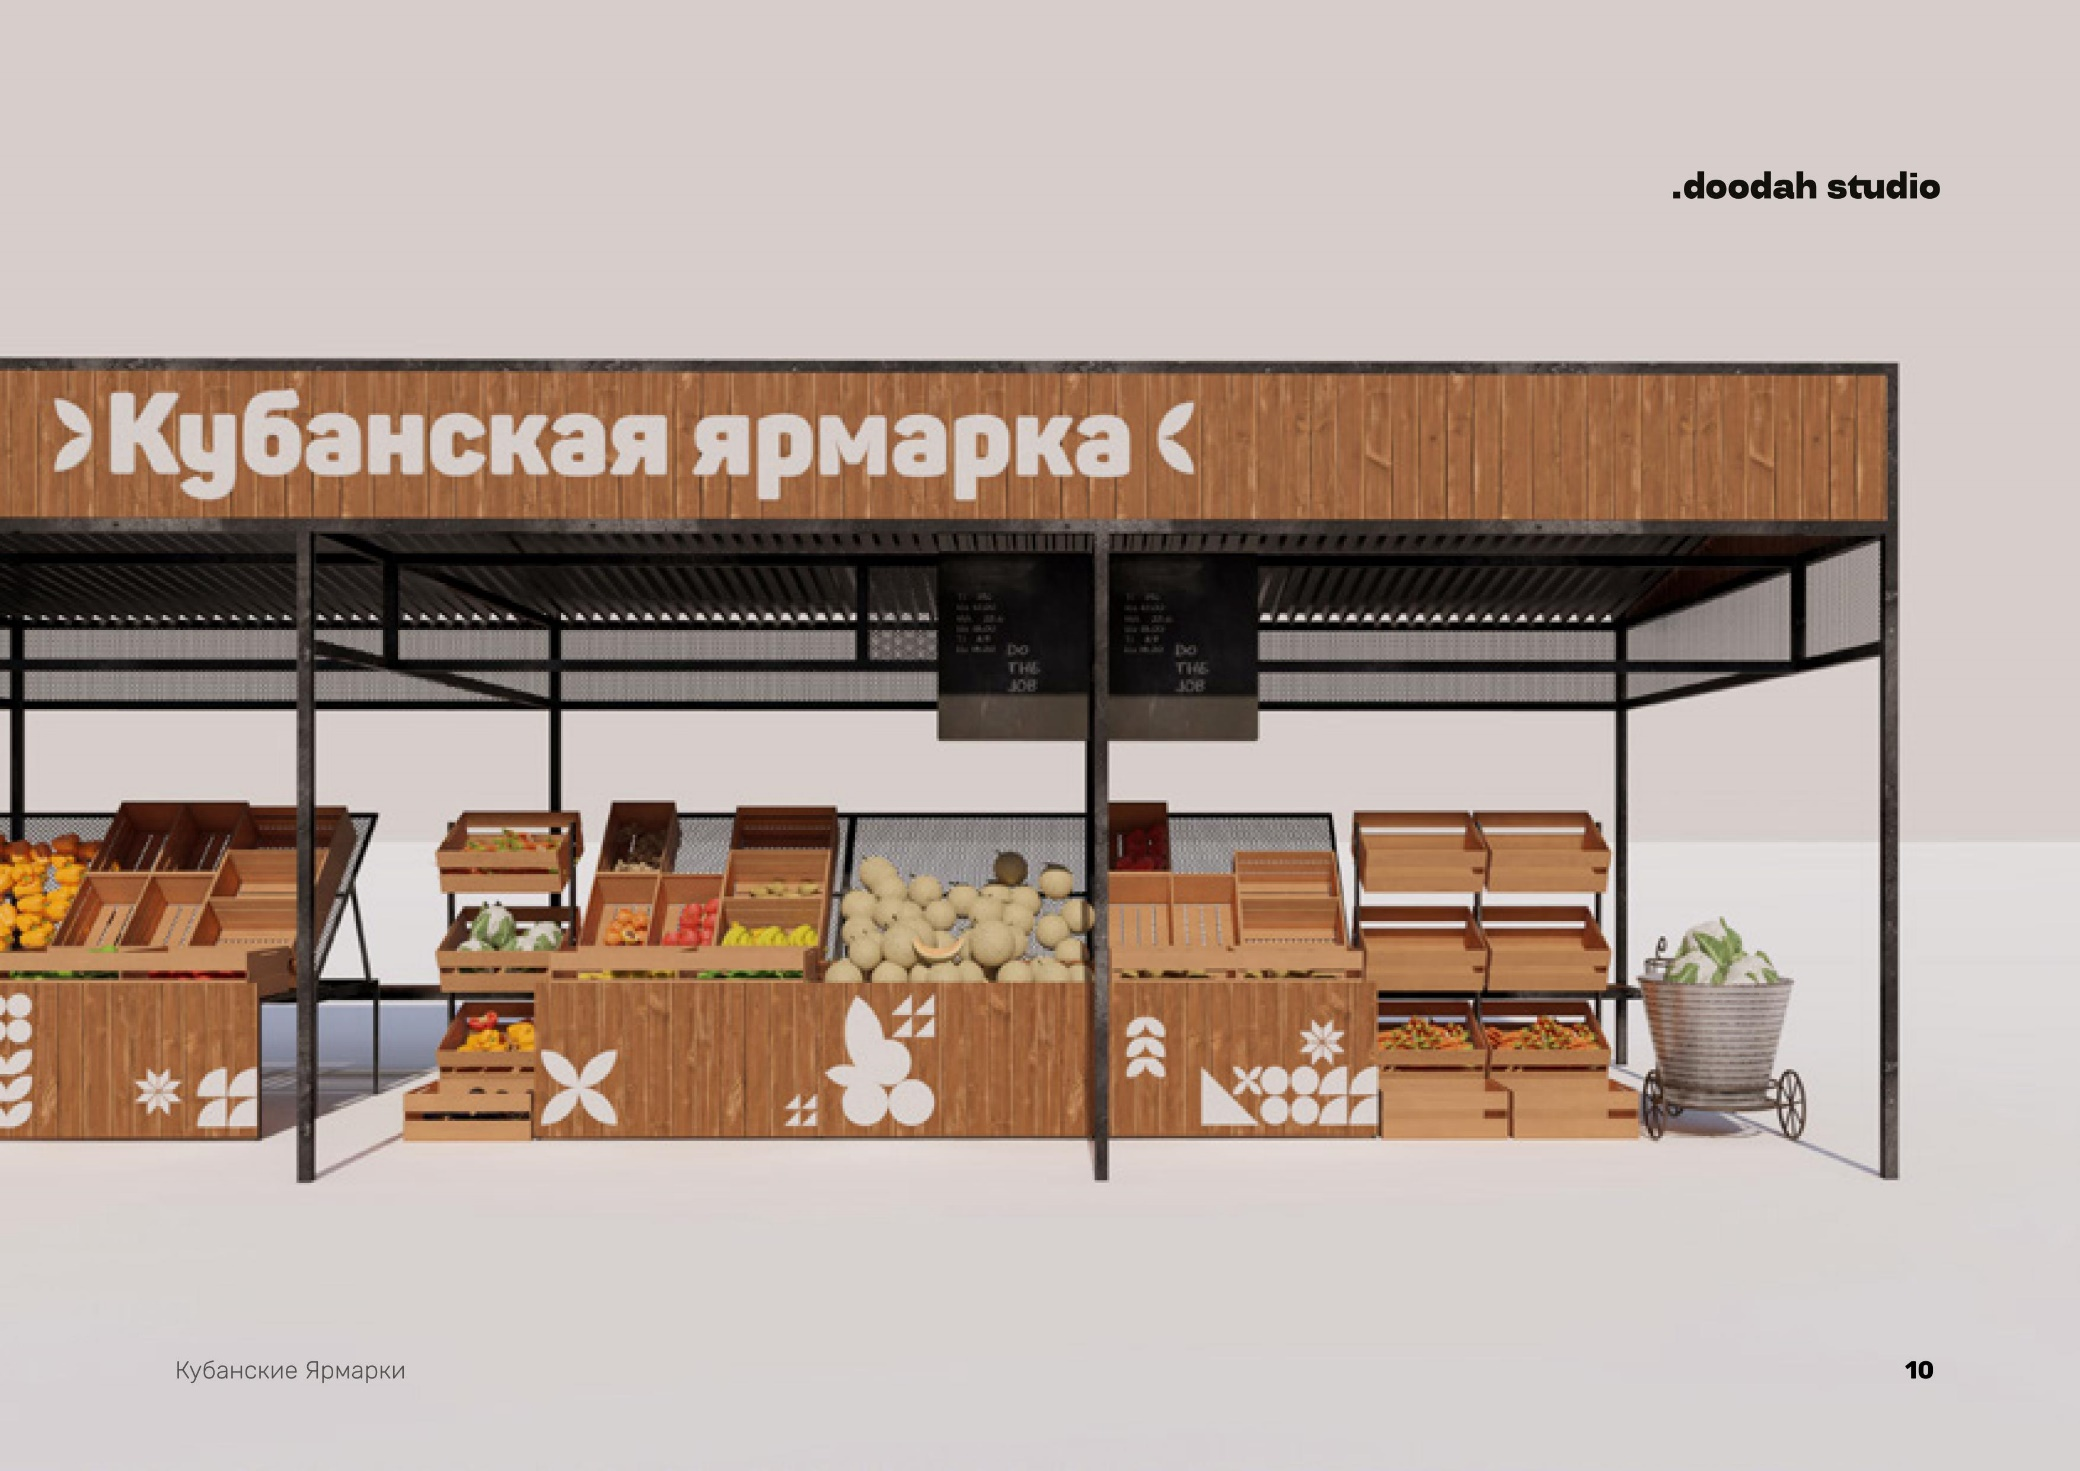 .doodah studio
Кубанская ярмарка
DO
THE
JOB
DO
THE
JOB
Кубанские Ярмарки
10